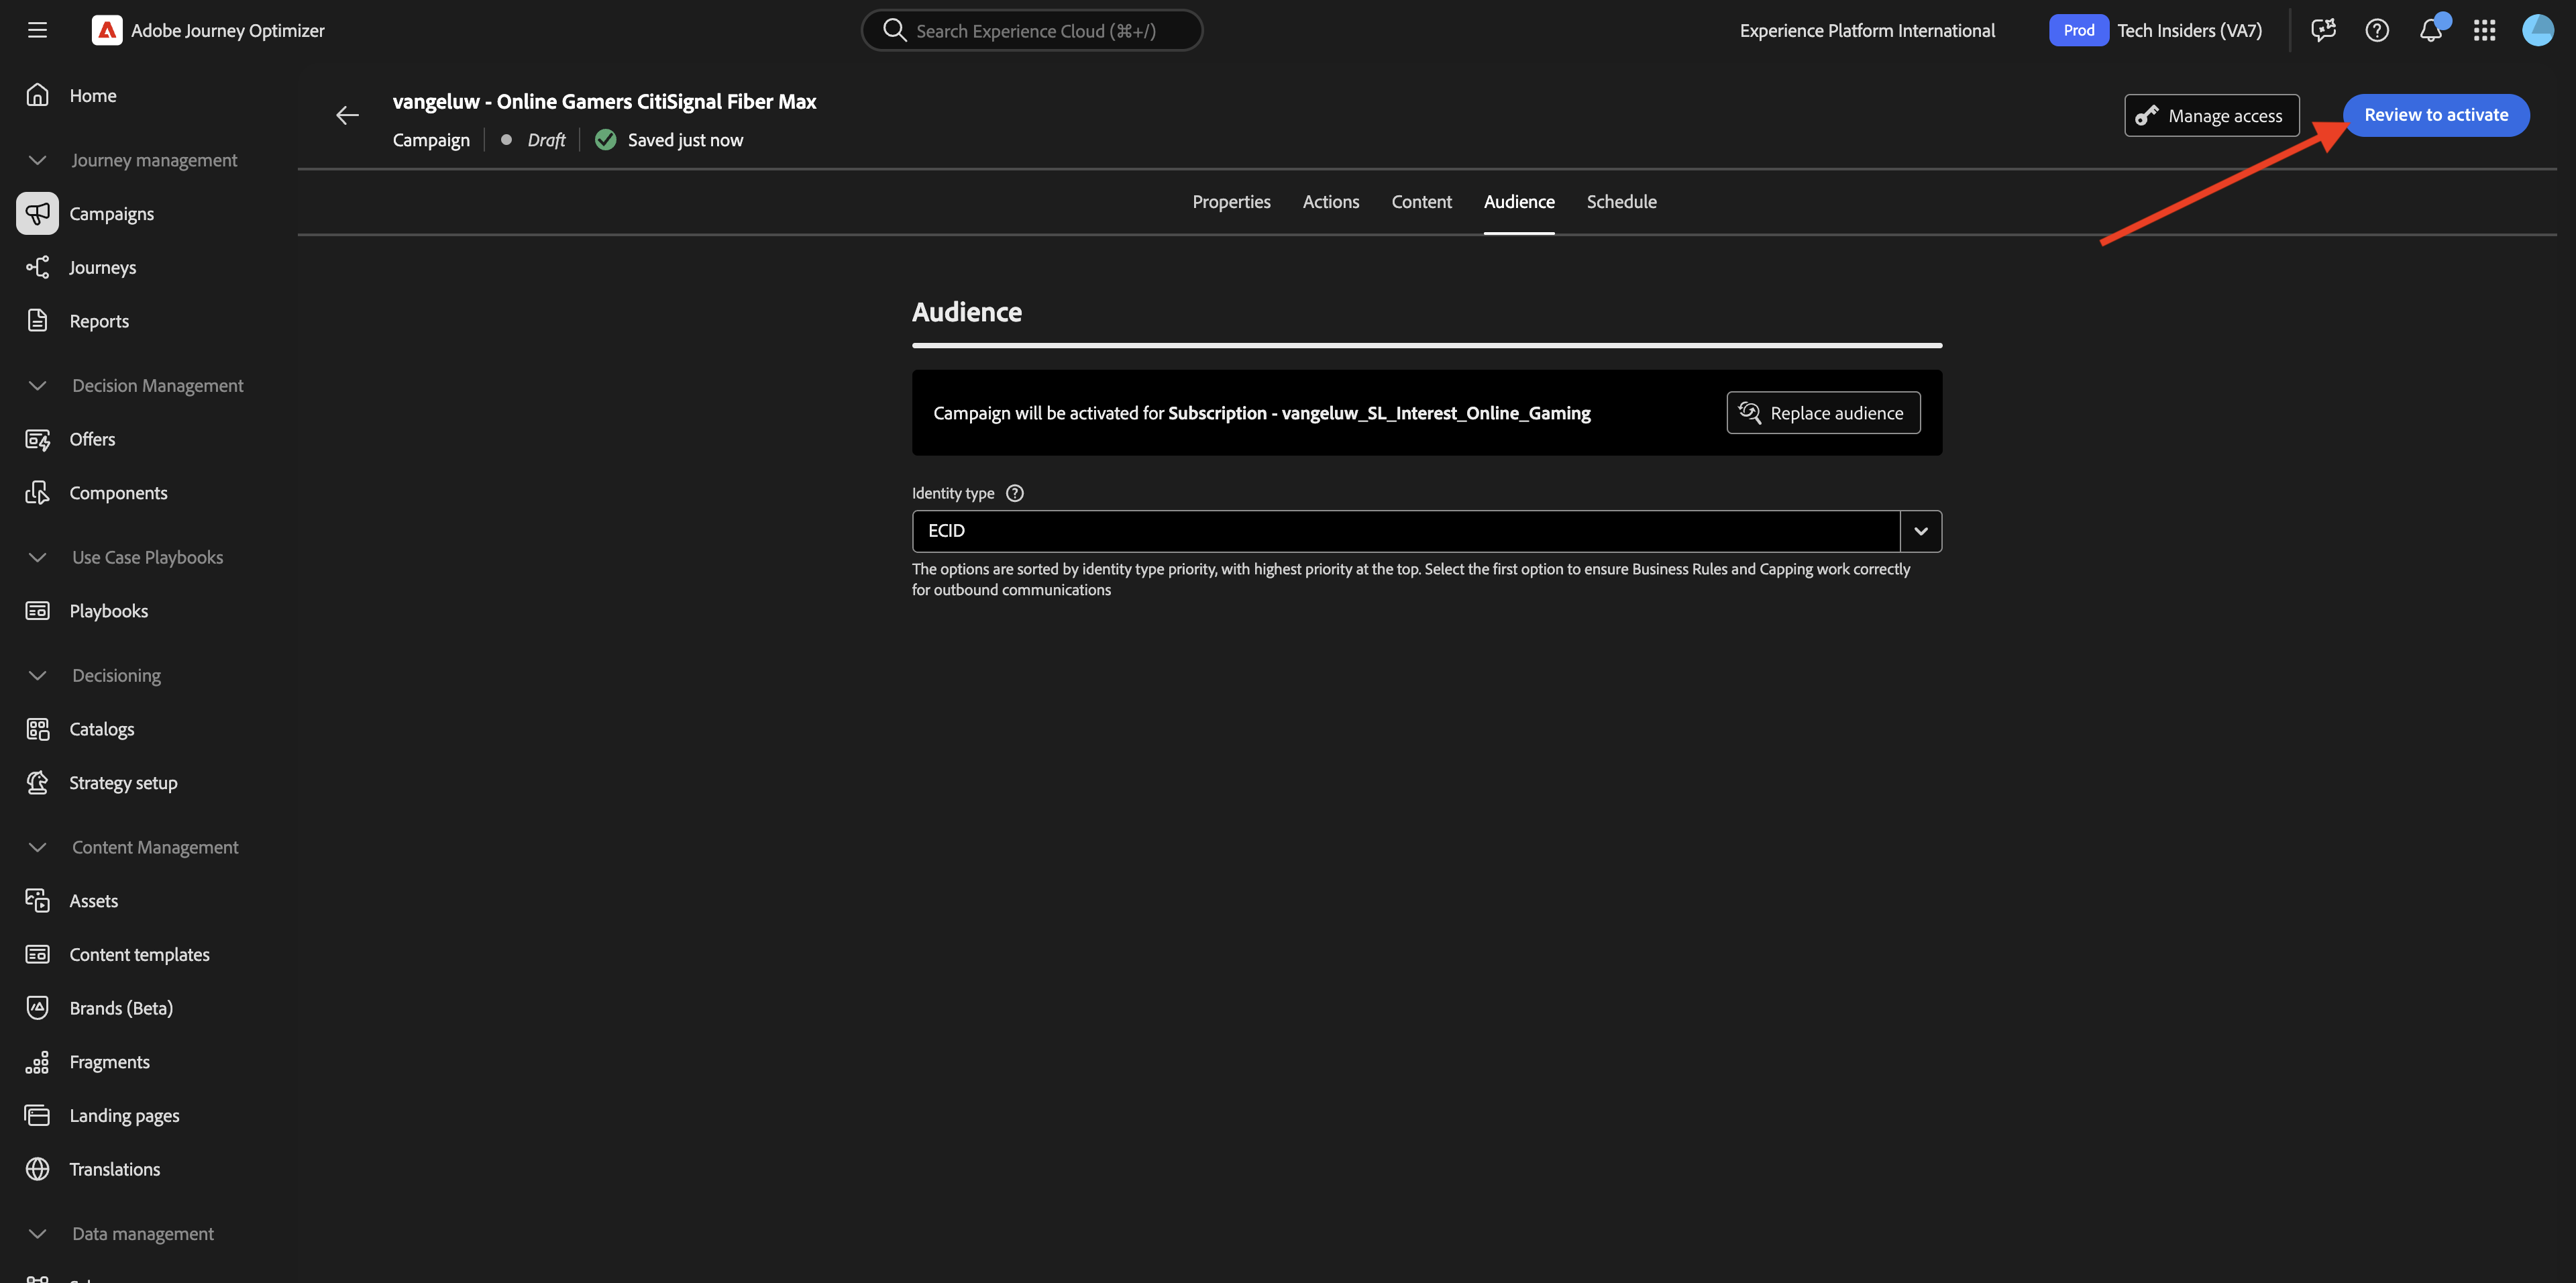 Adobe Journey Optimizer
Search Experience Cloud (⌘+/)
Experience Platform International
Prod
Tech Insiders (VA7)
Home
Journey management
Campaigns
Journeys
Reports
Decision Management
Offers
Components
Use Case Playbooks
Playbooks
Decisioning
Catalogs
Strategy setup
Content Management
Assets
Content templates
Brands (Beta)
Fragments
Landing pages
Translations
Data management
vangeluw - Online Gamers CitiSignal Fiber Max
Campaign
Draft
Saved just now
Manage access
Review to activate
Properties
Actions
Content
Audience
Schedule
Audience
Campaign will be activated for Subscription - vangeluw_SL_Interest_Online_Gaming
Replace audience
Identity type
ECID
The options are sorted by identity type priority, with highest priority at the top. Select the first option to ensure Business Rules and Capping work correctly
for outbound communications